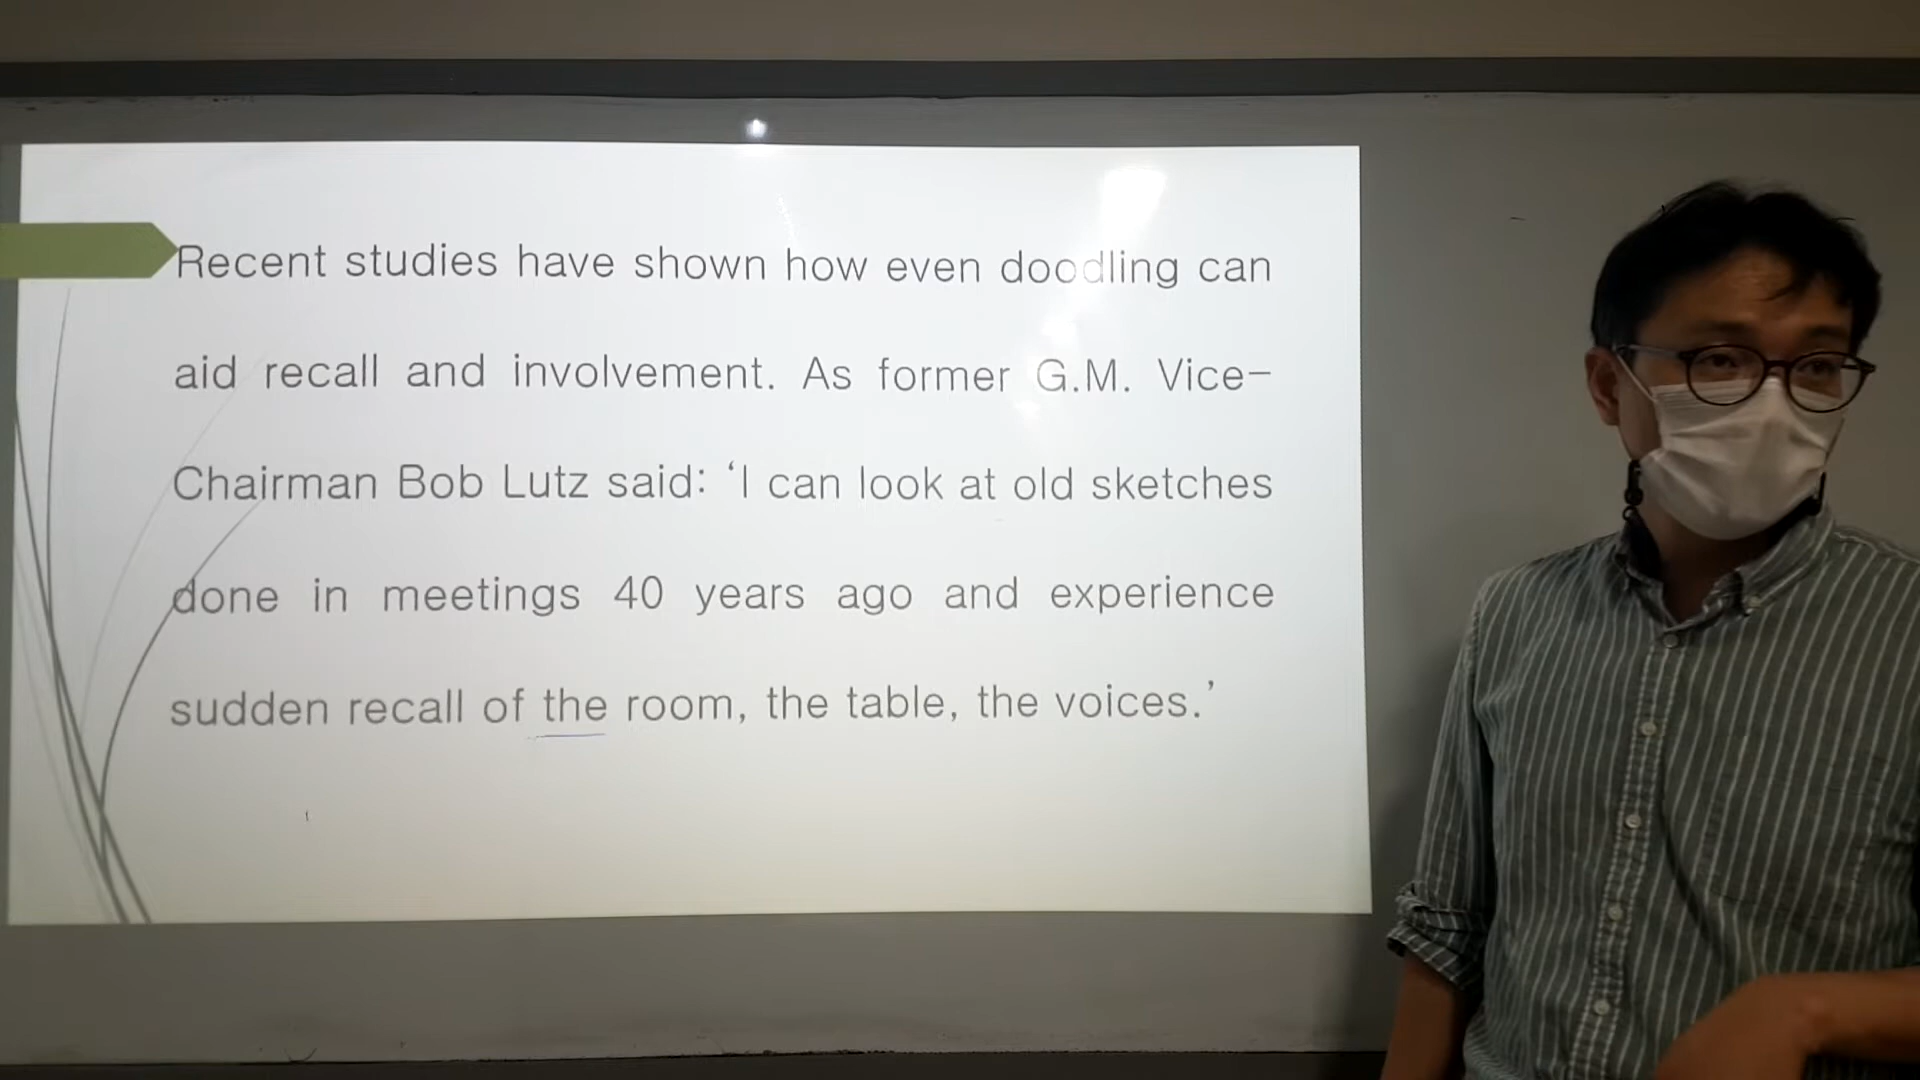 Recent studies have shown how even doodling can
aid recall and involvement. As former G.M. Vice-
Chairman Bob Lutz said: ‘I can look at old sketches
done in meetings 40 years ago and experience
sudden recall of the room, the table, the voices.’